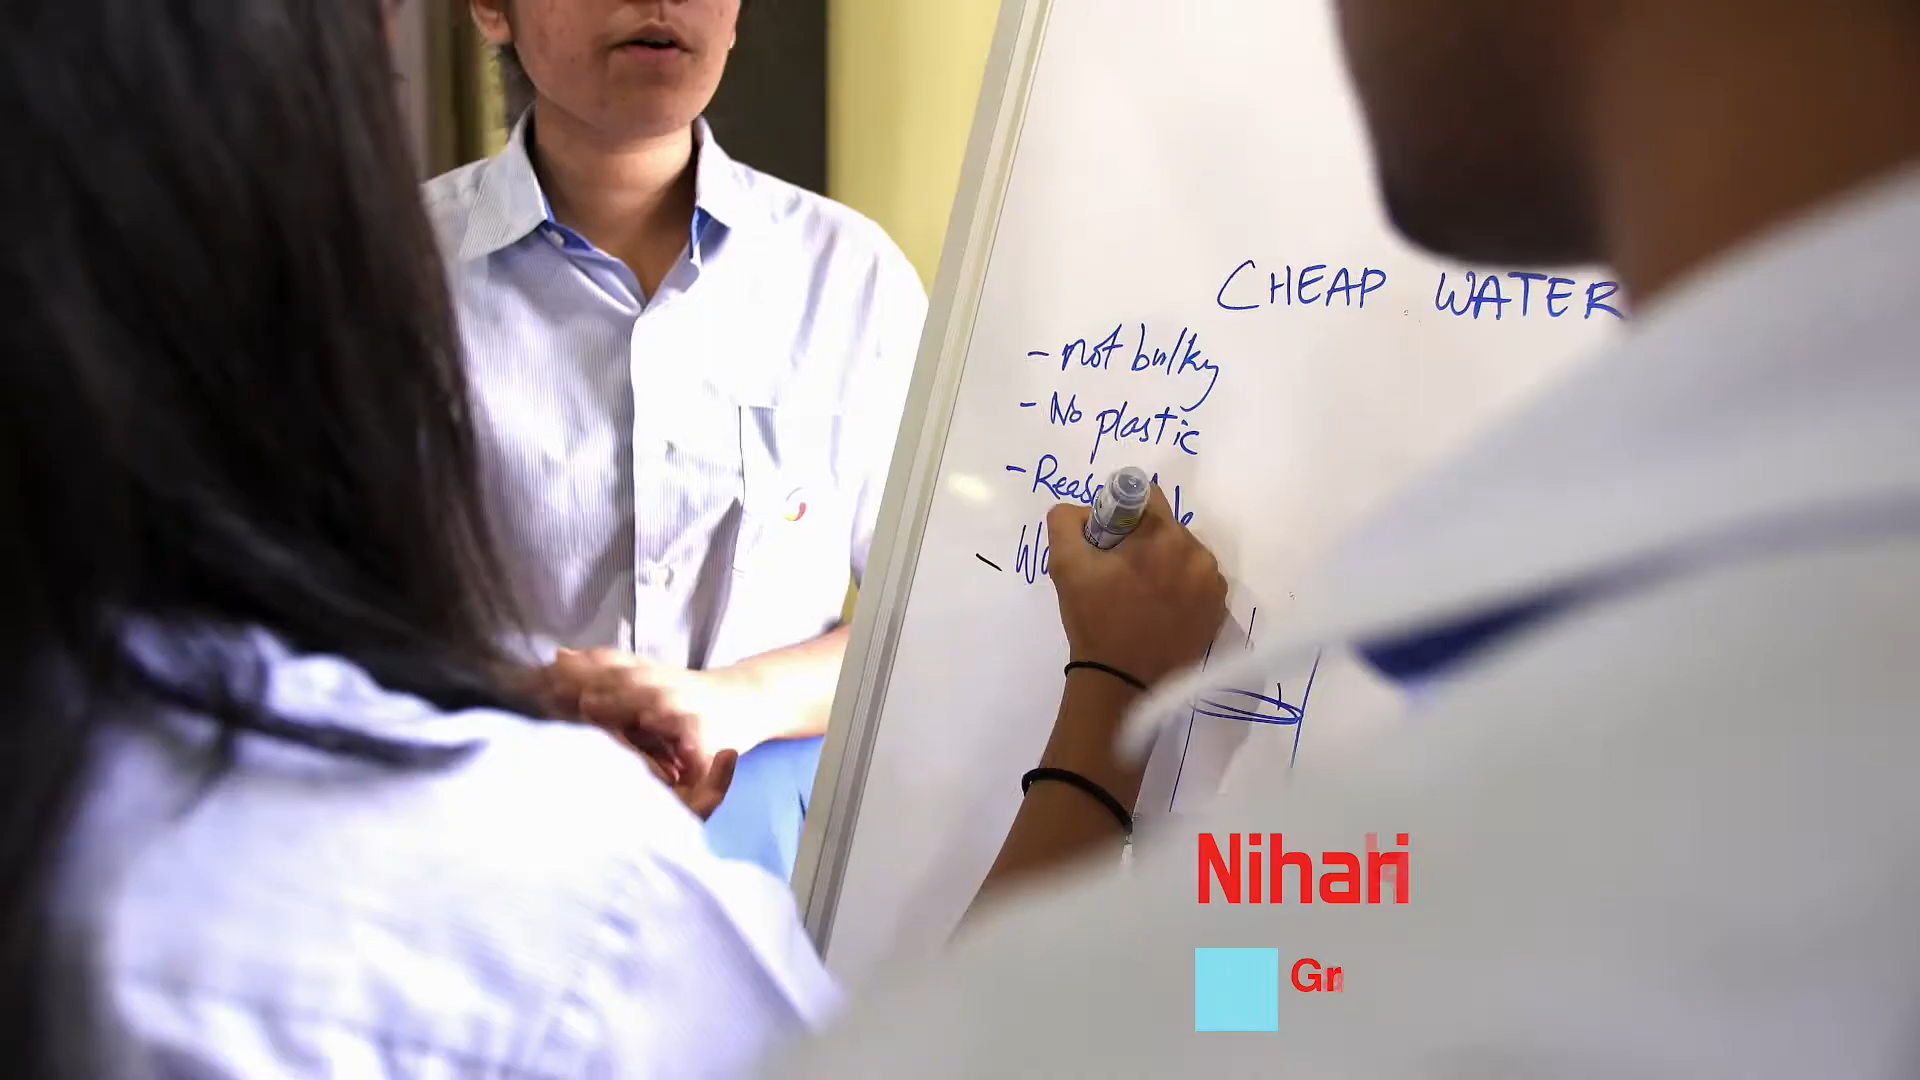 CHEAP WATER
- not bulky
- No plastic
Nihari
Gr